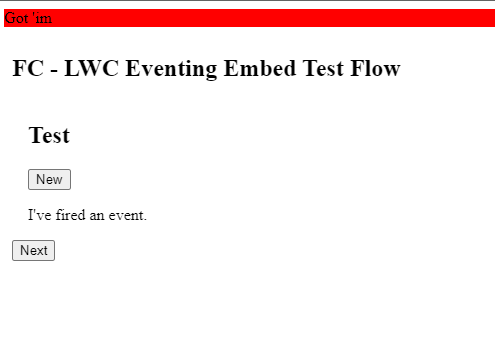 Got 'im
FC - LWC Eventing Embed Test Flow
Test
New
I've fired an event.
Next